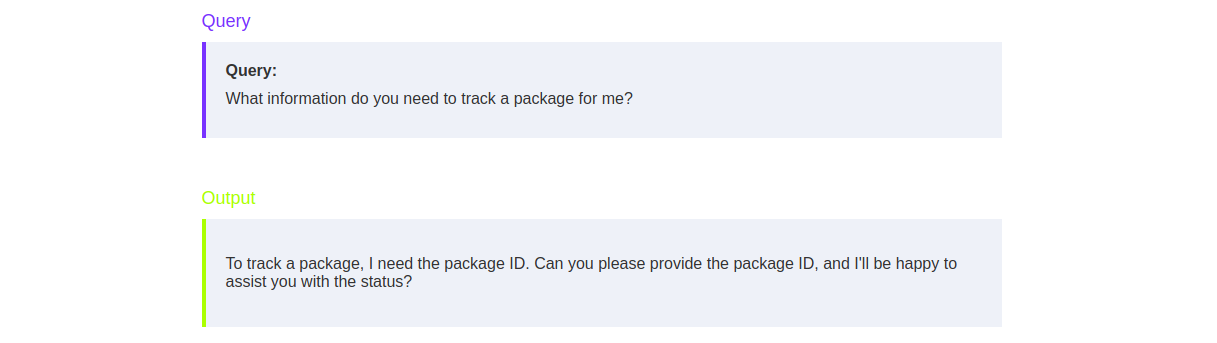 Query
Query:
What information do you need to track a package for me?
Output
To track a package, I need the package ID. Can you please provide the package ID, and I'll be happy to
assist you with the status?